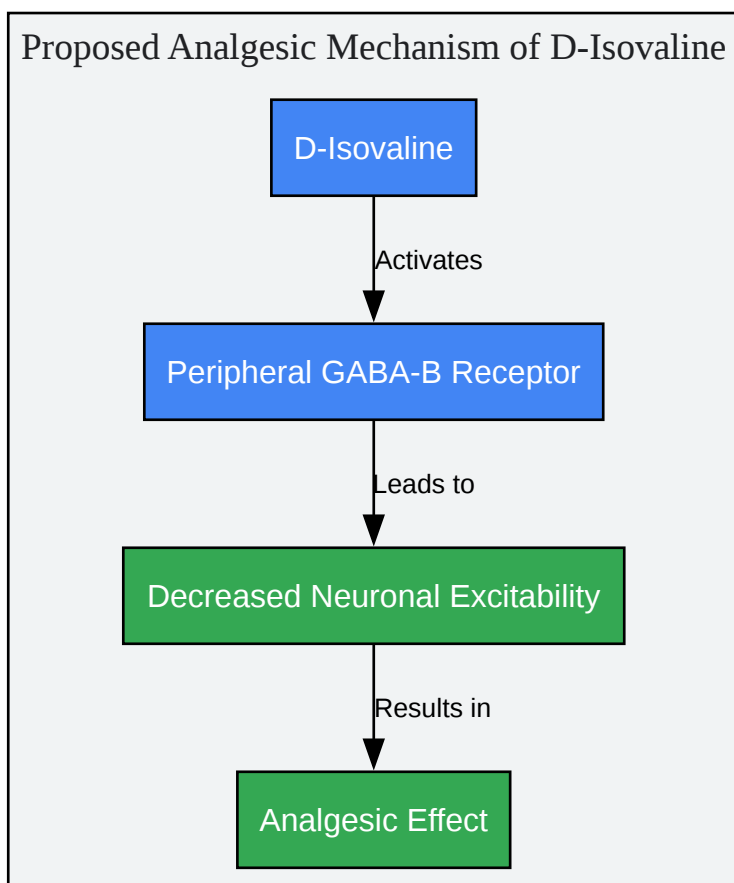 Proposed Analgesic Mechanism of D-Isovaline
D-Isovaline
Activates
Peripheral GABA-B Receptor
Leads to
Decreased Neuronal Excitability
Results in
Analgesic Effect